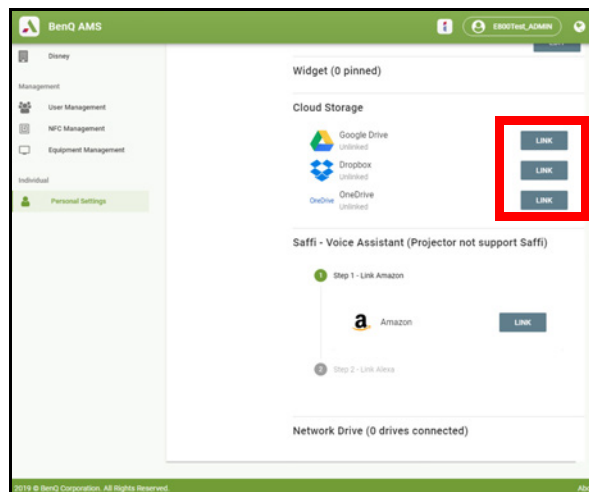 BenQ AMS
E800Test_ADMIN
Disney
Management
User Management
NFC Management
Equipment Management
Individual
Personal Settings
Widget (0 pinned)
Cloud Storage
Google Drive
Unlinked
LINK
Dropbox
Unlinked
LINK
OneDrive
OneDrive
Unlinked
LINK
Saffi - Voice Assistant (Projector not support Saffi)
1 Step 1 - Link Amazon
a Amazon
LINK
2 Step 2 - Link Alexa
Network Drive (0 drives connected)
2019 © BenQ Corporation. All Rights Reserved.